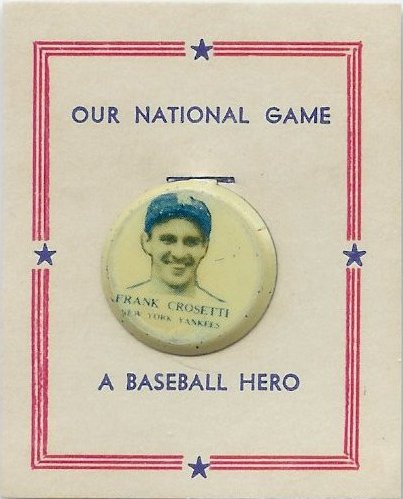 OUR NATIONAL GAME
FRANK CROSETTI
NEW YORK YANKEES
A BASEBALL HERO